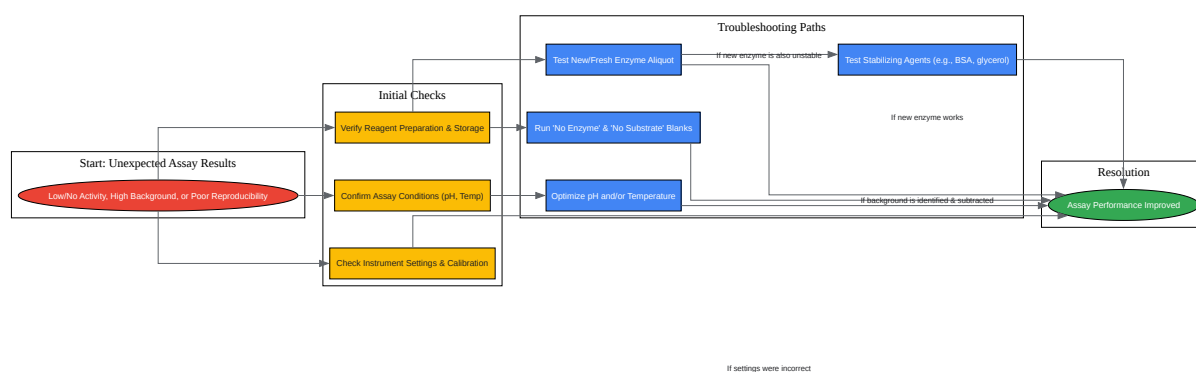 Troubleshooting Paths
Test New/Fresh Enzyme Aliquot
If new enzyme is also unstable
Test Stabilizing Agents (e.g., BSA, glycerol)
Initial Checks
Verify Reagent Preparation & Storage
Run 'No Enzyme' & 'No Substrate' Blanks
If new enzyme works
Start: Unexpected Assay Results
Low/No Activity, High Background, or Poor Reproducibility
Confirm Assay Conditions (pH, Temp)
Optimize pH and/or Temperature
If background is identified & subtracted
Resolution
Assay Performance Improved
Check Instrument Settings & Calibration
If settings were incorrect